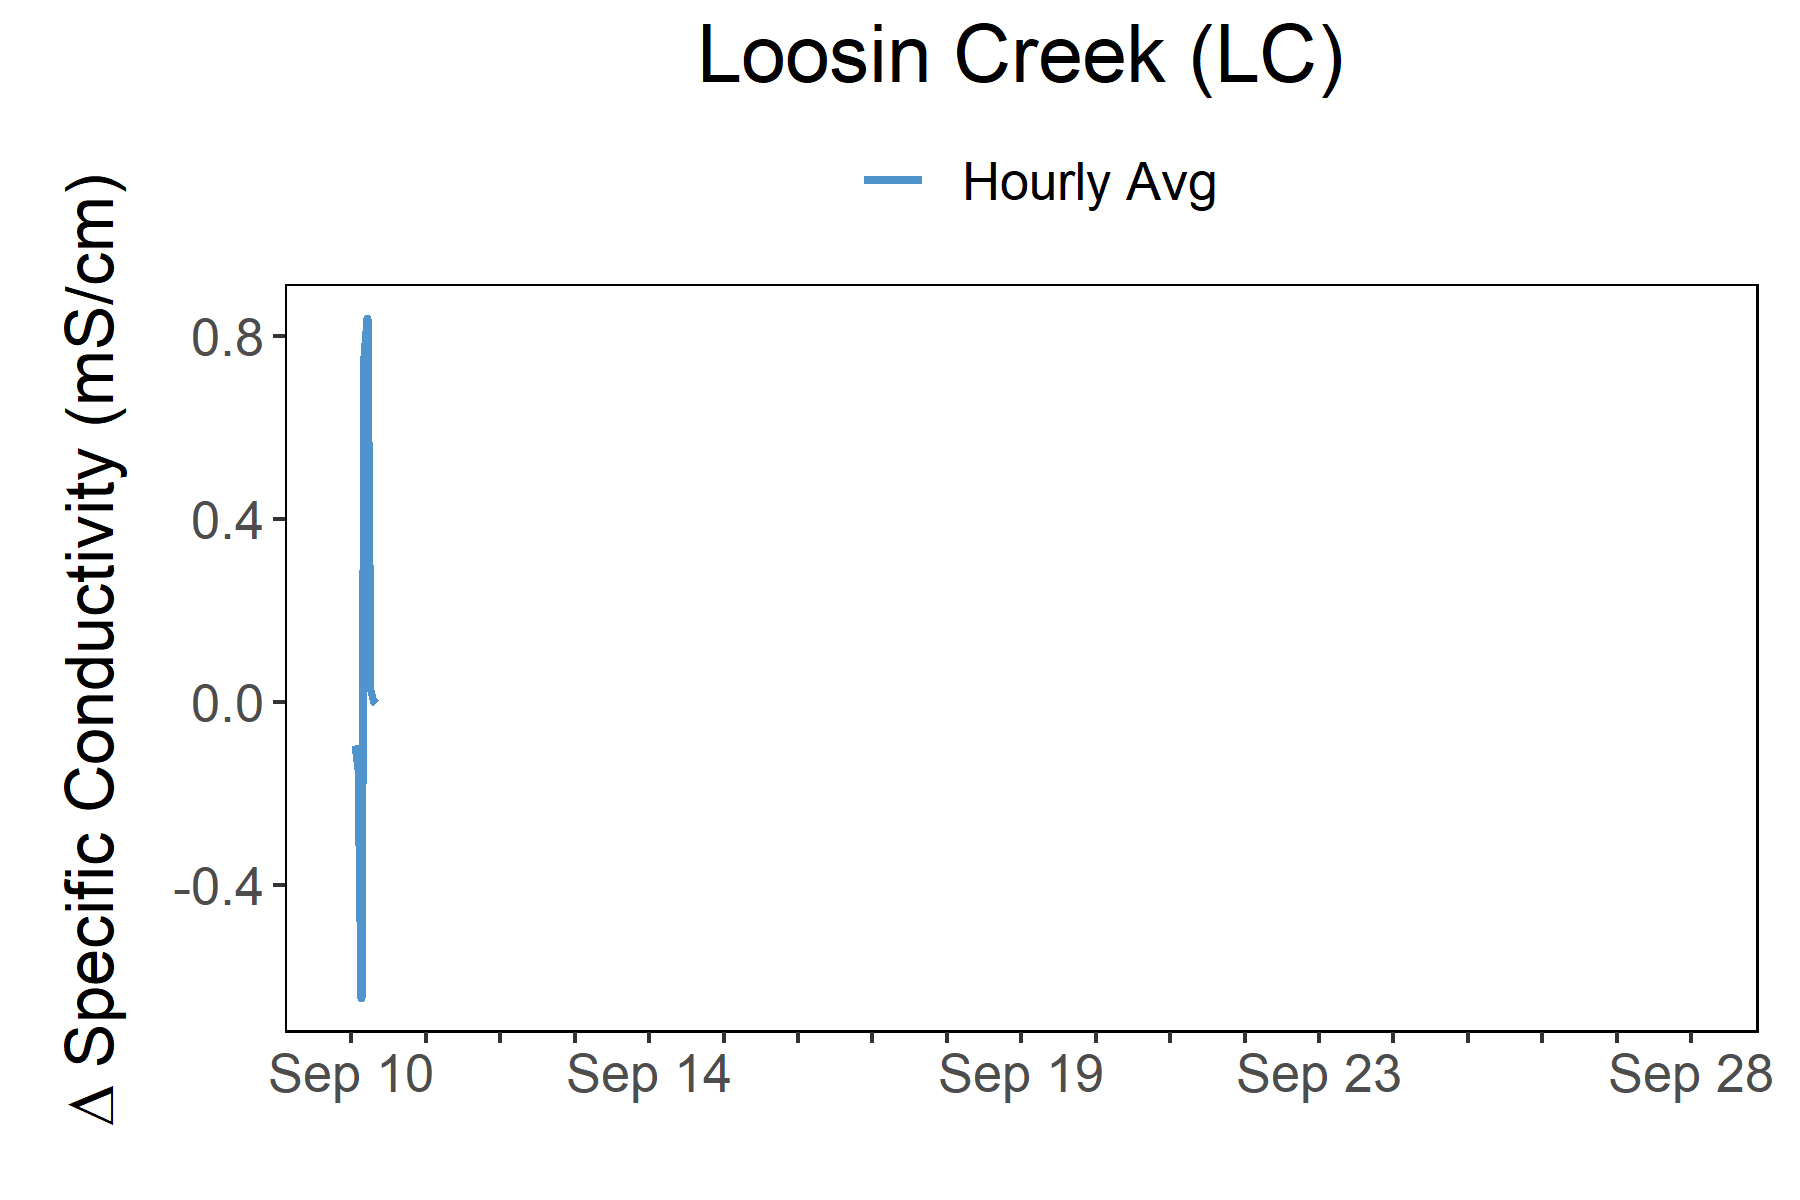 Loosin Creek (LC)
Hourly Avg
Δ Specific Conductivity (mS/cm)
0.8
0.4
0.0
-0.4
Sep 10 Sep 14 Sep 19 Sep 23 Sep 28